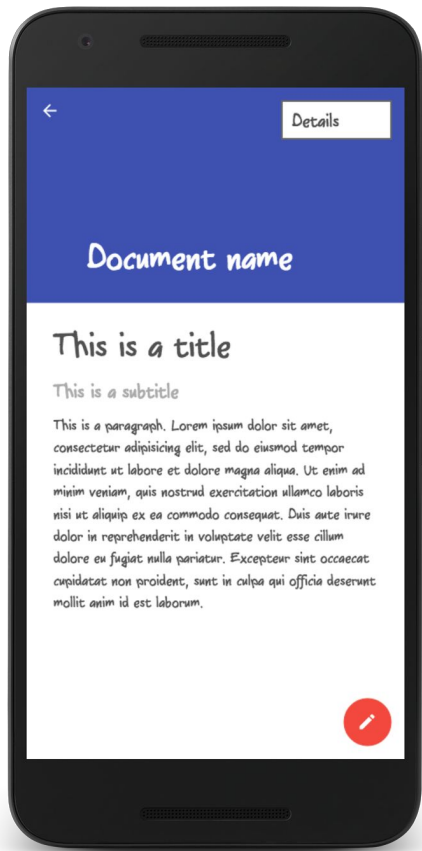 Details
Document name
This is a title
This is a subtitle
This is a paragraph. Lorem ipsum dolor sit amet,
consectetur adipisicing elit, sed do eiusmod tempor
incididunt ut labore et dolore magna aliqua. Ut enim ad
minim veniam, quis nostrud exercitation ullamco laboris
nisi ut aliquip ex ea commodo consequat. Duis aute irure
dolor in reprehenderit in voluptate velit esse cillum
dolore eu fugiat nulla pariatur. Excepteur sint occaecat
cupidatat non proident, sunt in culpa qui officia deserunt
mollit anim id est laborum.